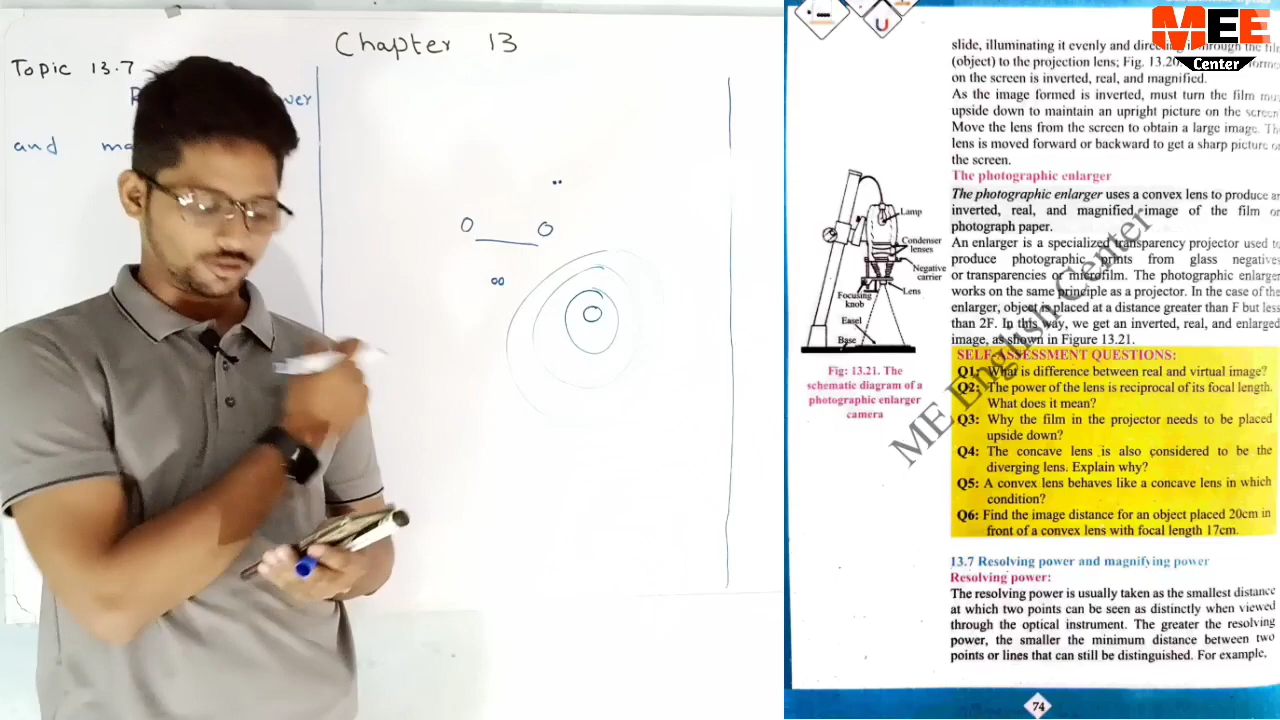 Chapter 13
Topic 13.7
and
MEE
Center
slide, illuminating it evenly and through the
(object) to the projection lens; Fig. 13.20.
on the screen is inverted, real, and magnified.
As the image formed is inverted, must turn the film
upside down to maintain an upright picture on the screen
Move the lens from the screen to obtain a large image.
lens is moved forward or backward to get a sharp picture
the screen.
The photographic enlarger
The photographic enlarger uses a convex lens to produce
inverted, real, and magnified image of the film or
photograph paper.
An enlarger is a specialized transparency projector used to
produce photographic prints from glass negatives
or transparencies or microfilm. The photographic enlarger
works on the same principle as a projector. In the case of the
enlarger, object is placed at a distance greater than F but less
than 2F. In this way, we get an inverted, real, and enlarged
image, as shown in Figure 13.21.
Lamp
Condenser
lenses
Negative
carrier
Lens
Focusing
knob
Easel
Base
Fig: 13.21. The
schematic diagram of a
photographic enlarger
camera
SELF-ASSESSMENT QUESTIONS:
Q1: What is difference between real and virtual image?
Q2: The power of the lens is reciprocal of its focal length.
What does it mean?
Q3: Why the film in the projector needs to be placed
upside down?
Q4: The concave lens is also considered to be the
diverging lens. Explain why?
Q5: A convex lens behaves like a concave lens in which
condition?
Q6: Find the image distance for an object placed 20cm in
front of a convex lens with focal length 17cm.
ME English Center
13.7 Resolving power and magnifying power
Resolving power:
The resolving power is usually taken as the smallest distance
at which two points can be seen as distinctly when viewed
through the optical instrument. The greater the resolving
power, the smaller the minimum distance between two
points or lines that can still be distinguished. For example,
74